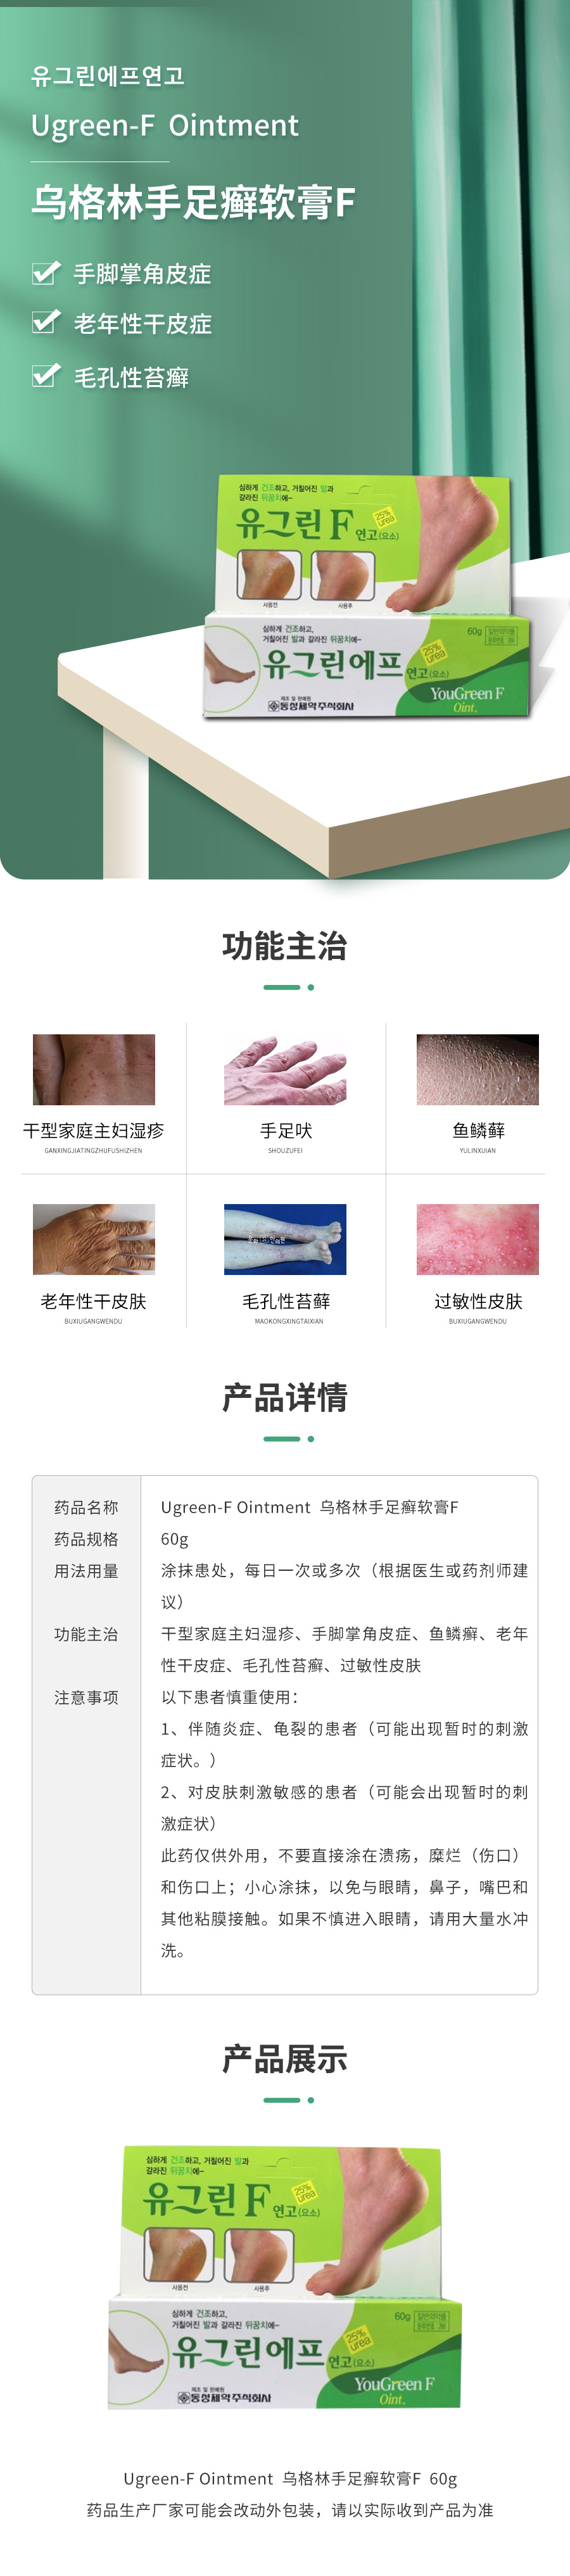 유그린에프연고
Ugreen-F Ointment
乌格林手足癣软膏F
手脚掌角皮症
老年性干皮症
毛孔性苔癣
심하게 건조하고, 거칠어진 발과
갈라진 뒤꿈치에~
유그린 F 연고(요소)
25% urea
사용전
사용후
심하게 건조하고,
거칠어진 발과 갈라진 뒤꿈치에~
60g
일반의약품
유그린에프 연고(요소)
25% urea
YouGreen F
Oint.
제조 및 판매원
동성제약주식회사
功能主治
干型家庭主妇湿疹
GANXINGJIATINGZHUFUSHIZHEN
手足吠
SHOUZUFEI
鱼鳞藓
YULINXUIAN
老年性干皮肤
BUXIUGANGWENDU
毛孔性苔藓
MAOKONGXINGTAIXIAN
过敏性皮肤
BUXIUGANGWENDU
产品详情
药品名称 Ugreen-F Ointment 乌格林手足癣软膏F
药品规格 60g
用法用量 涂抹患处，每日一次或多次（根据医生或药剂师建
议）
功能主治 干型家庭主妇湿疹、手脚掌角皮症、鱼鳞癣、老年
性干皮症、毛孔性苔癣、过敏性皮肤
注意事项 以下患者慎重使用：
1、伴随炎症、龟裂的患者（可能出现暂时的刺激
症状。）
2、对皮肤刺激敏感的患者（可能会出现暂时的刺
激症状）
此药仅供外用，不要直接涂在溃疡，糜烂（伤口）
和伤口上；小心涂抹，以免与眼睛，鼻子，嘴巴和
其他粘膜接触。如果不慎进入眼睛，请用大量水冲
洗。
产品展示
심하게 건조하고, 거칠어진 발과
갈라진 뒤꿈치에~
유그린 F 연고(요소)
25% urea
사용전
사용후
심하게 건조하고,
거칠어진 발과 갈라진 뒤꿈치에~
60g
일반의약품
유그린에프 연고(요소)
25% urea
YouGreen F
Oint.
제조 및 판매원
동성제약주식회사
Ugreen-F Ointment 乌格林手足癣软膏F 60g
药品生产厂家可能会改动外包装，请以实际收到产品为准